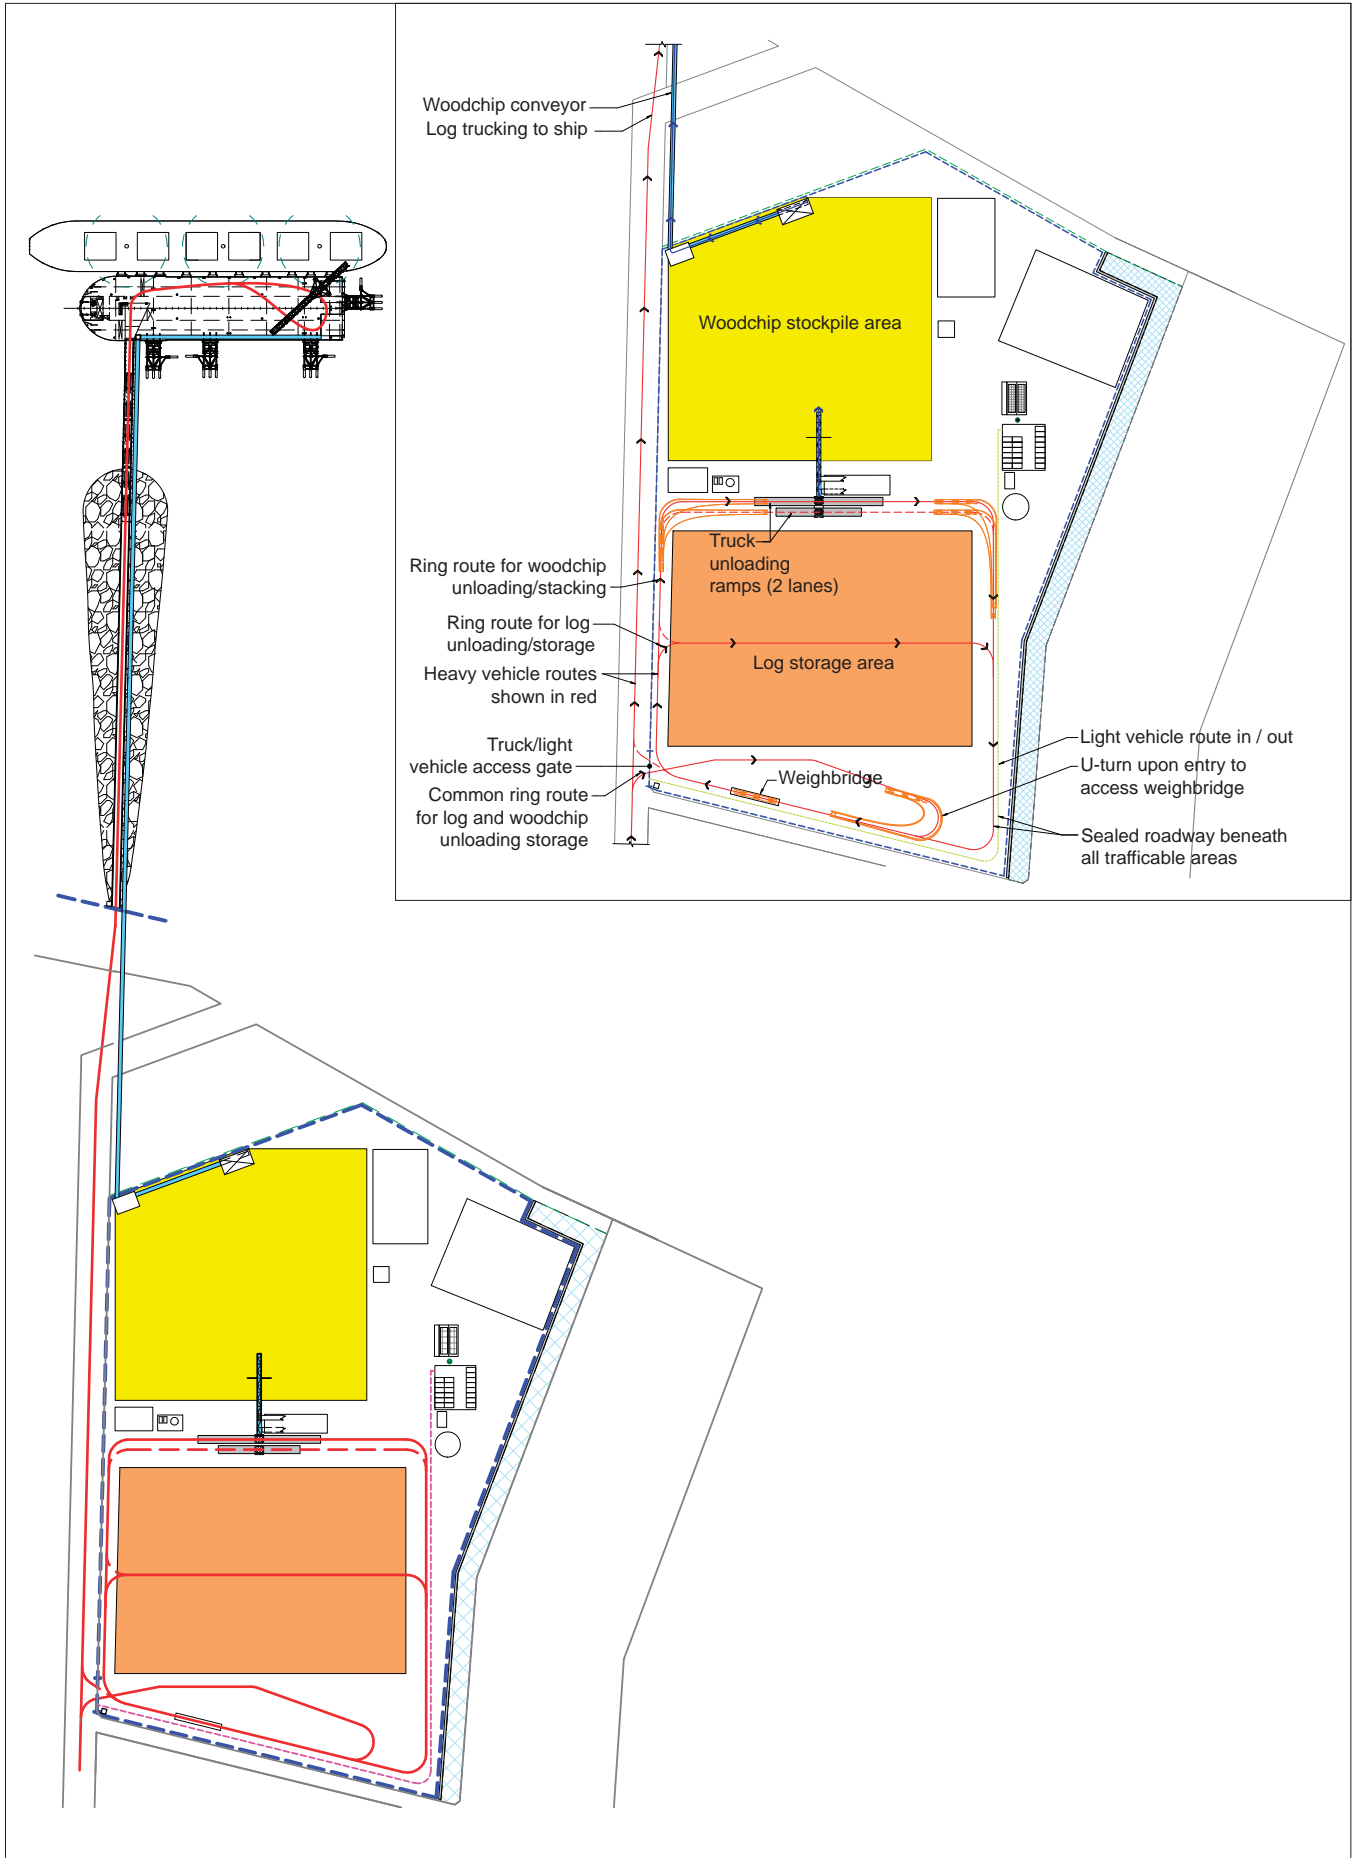 Woodchip conveyor
Log trucking to ship
Woodchip stockpile area
Truck
unloading
ramps (2 lanes)
Ring route for woodchip
unloading/stacking
Ring route for log
unloading/storage
Log storage area
Heavy vehicle routes
shown in red
Truck/light
vehicle access gate
Weighbridge
Common ring route
for log and woodchip
unloading storage
Light vehicle route in / out
U-turn upon entry to
access weighbridge
Sealed roadway beneath
all trafficable areas